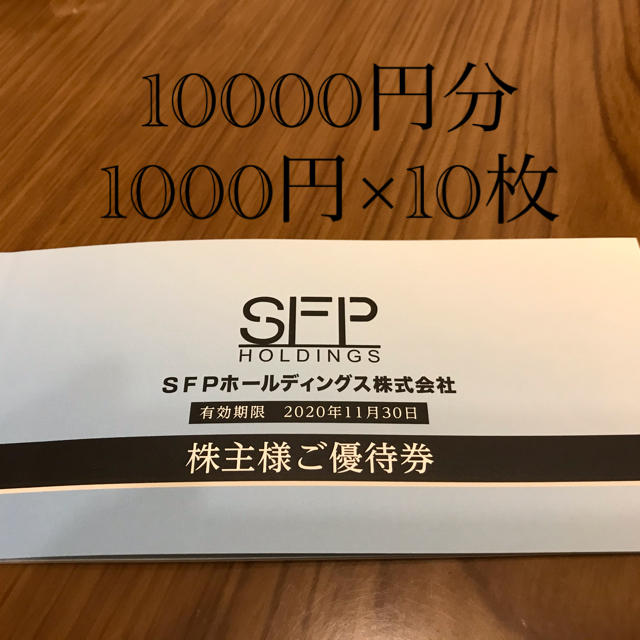 10000円分
1000円×10枚
SFP
HOLDINGS
SFPホールディングス株式会社
有効期限 2020年11月30日
株主様ご優待券